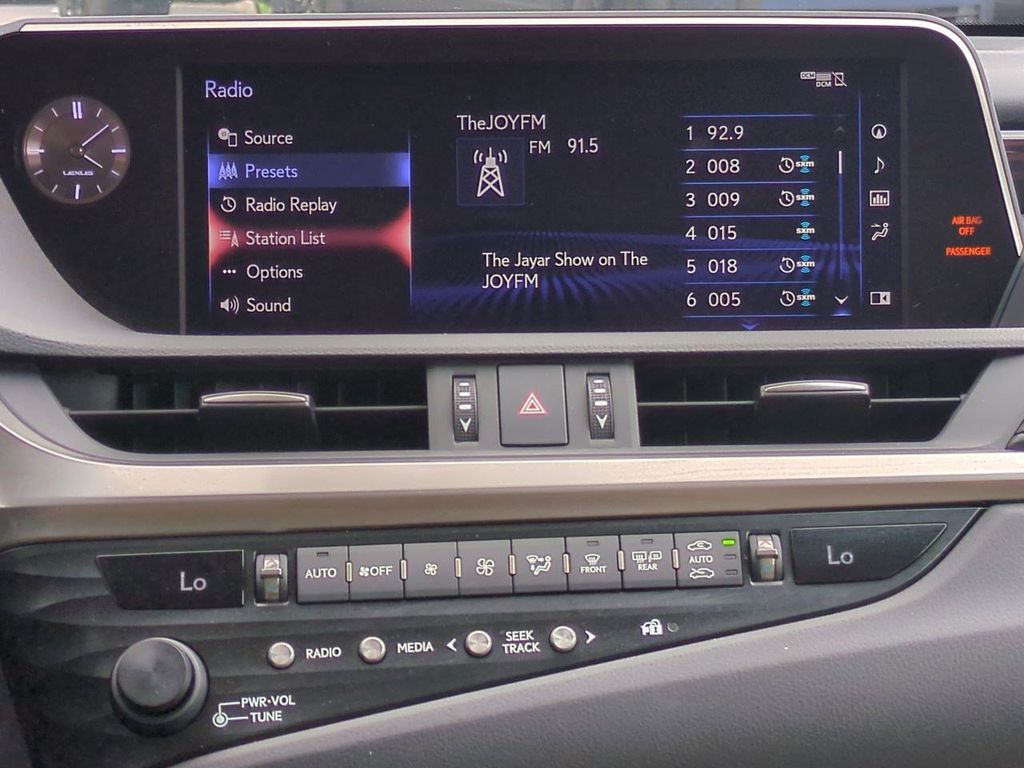 Radio
DCM
DCM
Source
Presets
Radio Replay
Station List
Options
Sound
TheJOYFM
FM 91.5
The Jayar Show on The
JOYFM
1 92.9
2 008 sxm
3 009 sxm
4 015 sxm
5 018 sxm
6 005 sxm
LEXUS
AIR BAG
OFF
PASSENGER
Lo
AUTO
OFF
FRONT
REAR
AUTO
Lo
RADIO
MEDIA
SEEK
TRACK
PWR•VOL
TUNE